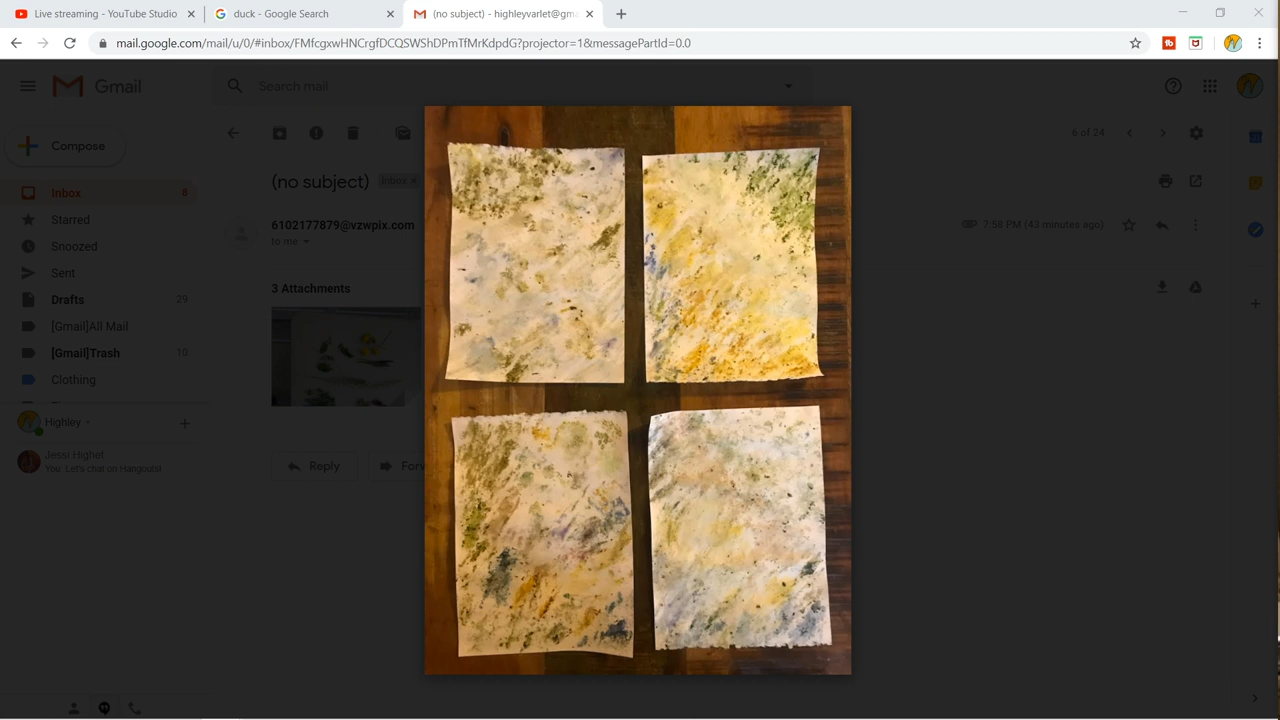 Live streaming - YouTube Studio
duck - Google Search
(no subject) - highleyvarlet@gma
mail.google.com/mail/u/0/#inbox/FMfcgxwHNCrgfDCQSWShDPmTfMrKdpdG?projector=1&messagePartId=0.0
Gmail
Search mail
Compose
6 of 24
(no subject)
Inbox
Inbox 8
Starred
6102177879@vzwpix.com
7:58 PM (43 minutes ago)
to me
Snoozed
Sent
3 Attachments
Drafts 29
[Gmail]All Mail
[Gmail]Trash 10
Clothing
Highley
Jessi Highet
You: Let's chat on Hangouts!
Reply
Forw